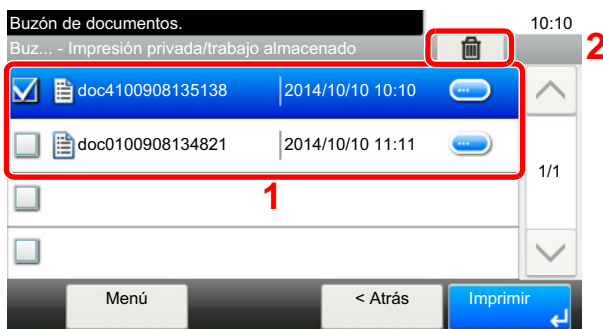 Buzón de documentos.
10:10
Buz... - Impresión privada/trabajo almacenado
2
doc4100908135138 2014/10/10 10:10
doc0100908134821 2014/10/10 11:11
1/1
1
Menú < Atrás Imprimir